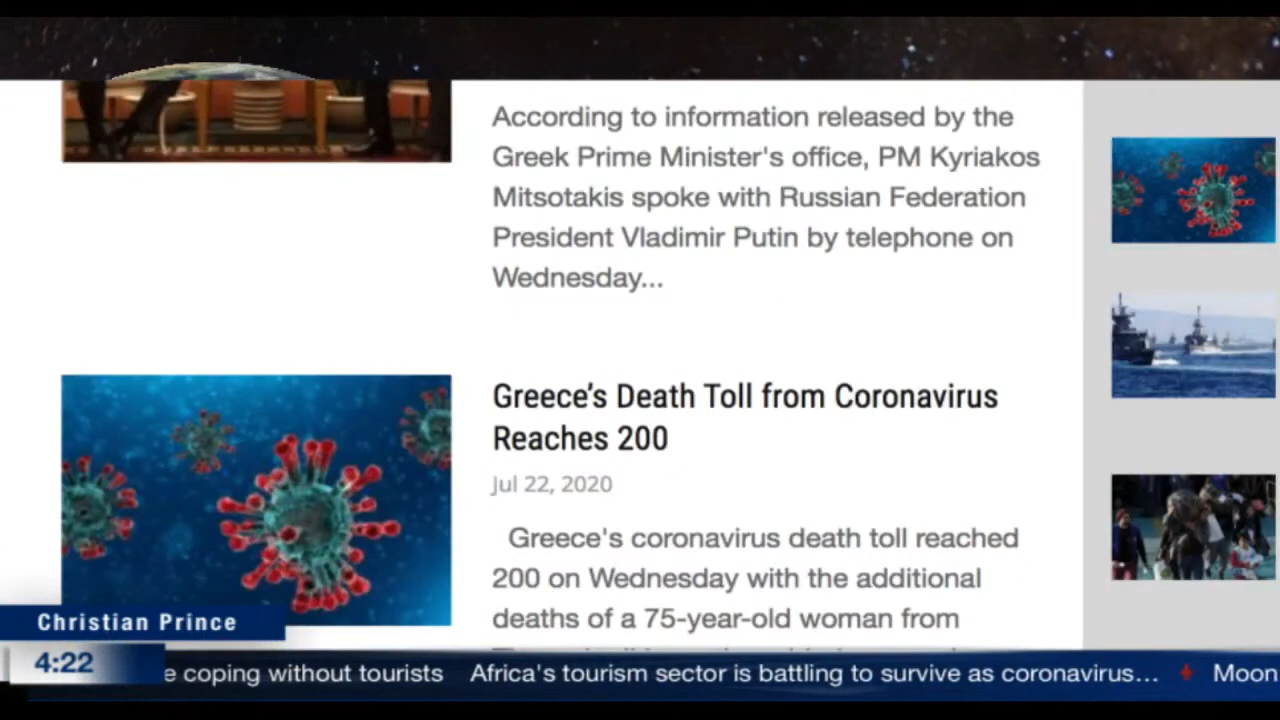 According to information released by the
Greek Prime Minister's office, PM Kyriakos
Mitsotakis spoke with Russian Federation
President Vladimir Putin by telephone on
Wednesday...
Greece's Death Toll from Coronavirus
Reaches 200
Jul 22, 2020
Greece's coronavirus death toll reached
200 on Wednesday with the additional
deaths of a 75-year-old woman from
Christian Prince
4:22
e coping without tourists Africa's tourism sector is battling to survive as coronavirus... Moon